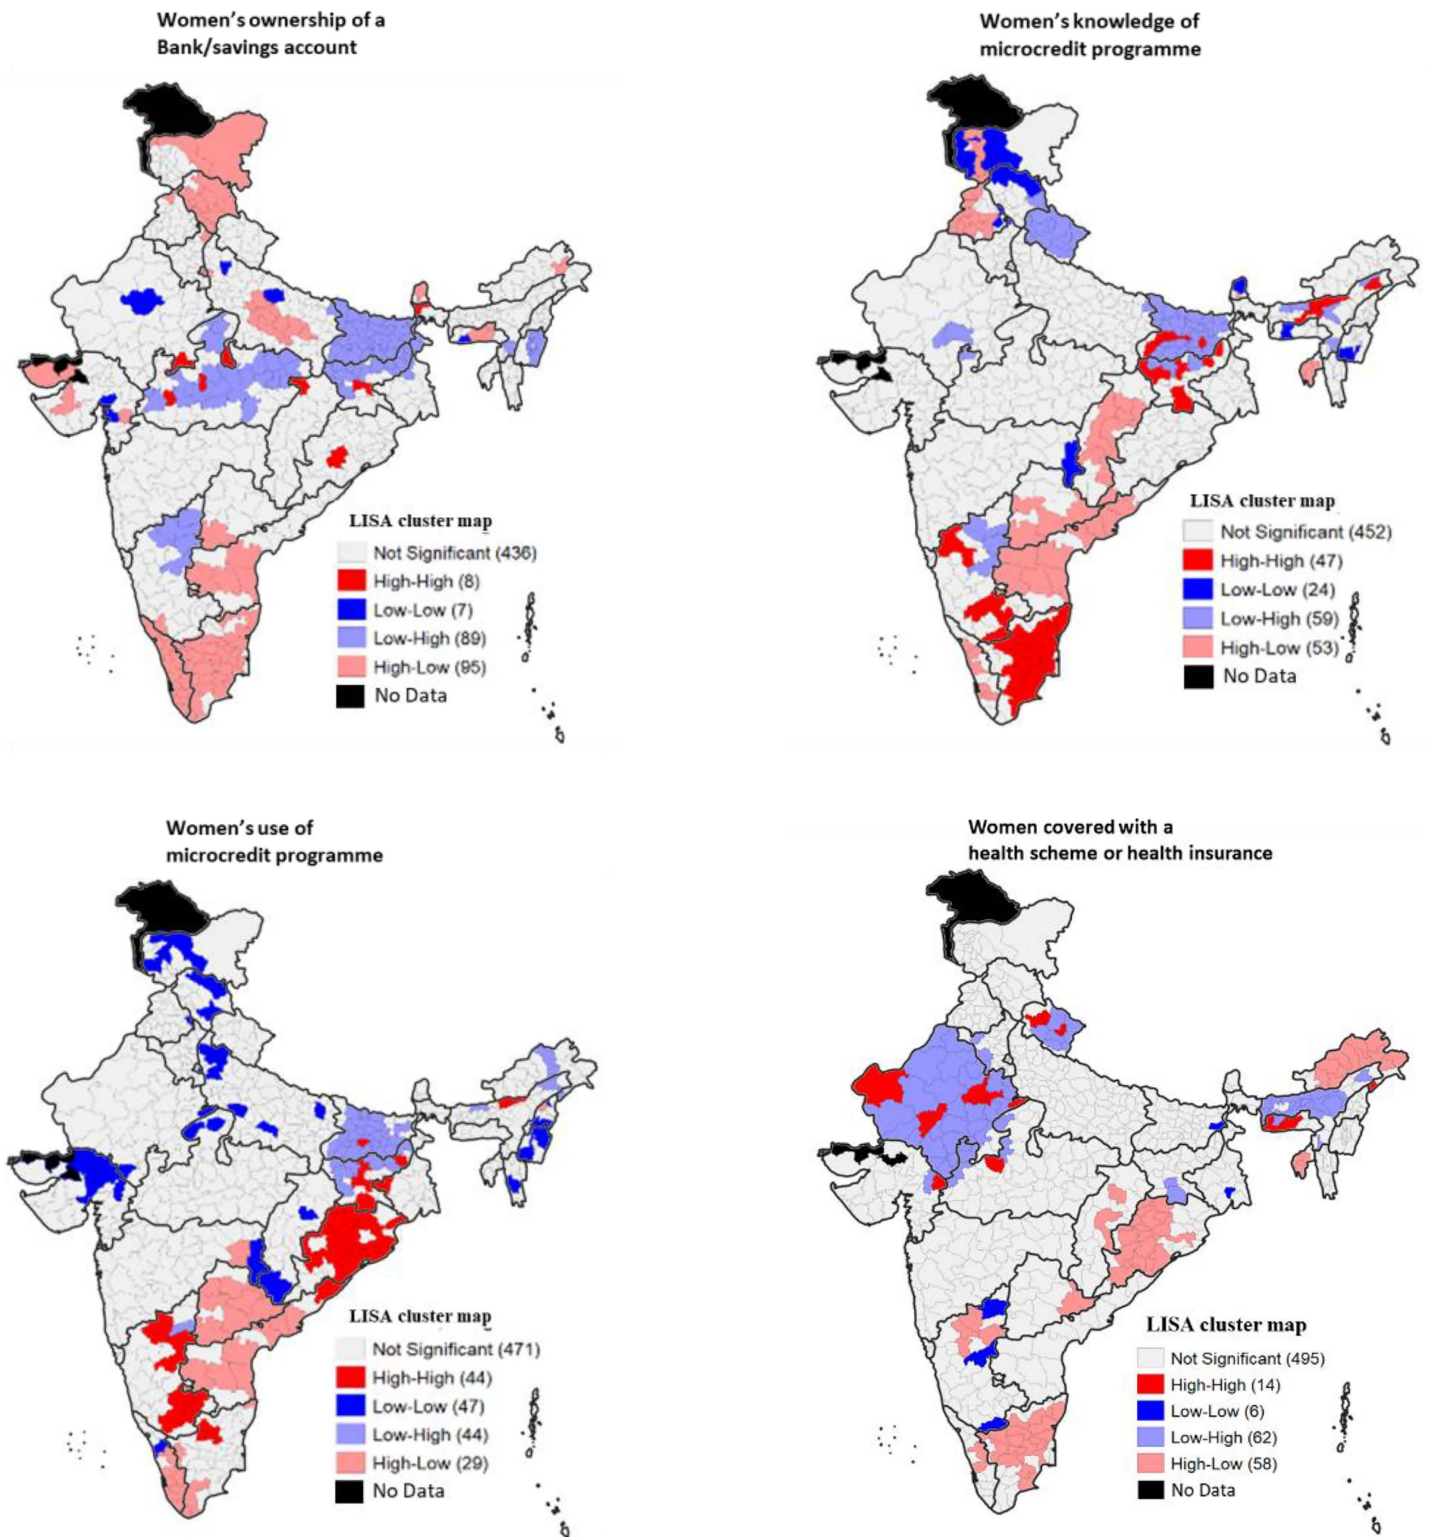 Women's ownership of a
Bank/savings account
LISA cluster map
Not Significant (436)
High-High (8)
Low-Low (7)
Low-High (89)
High-Low (95)
No Data
Women's knowledge of
microcredit programme
LISA cluster map
Not Significant (452)
High-High (47)
Low-Low (24)
Low-High (59)
High-Low (53)
No Data
Women's use of
microcredit programme
LISA cluster map
Not Significant (471)
High-High (44)
Low-Low (47)
Low-High (44)
High-Low (29)
No Data
Women covered with a
health scheme or health insurance
LISA cluster map
Not Significant (495)
High-High (14)
Low-Low (6)
Low-High (62)
High-Low (58)
No Data